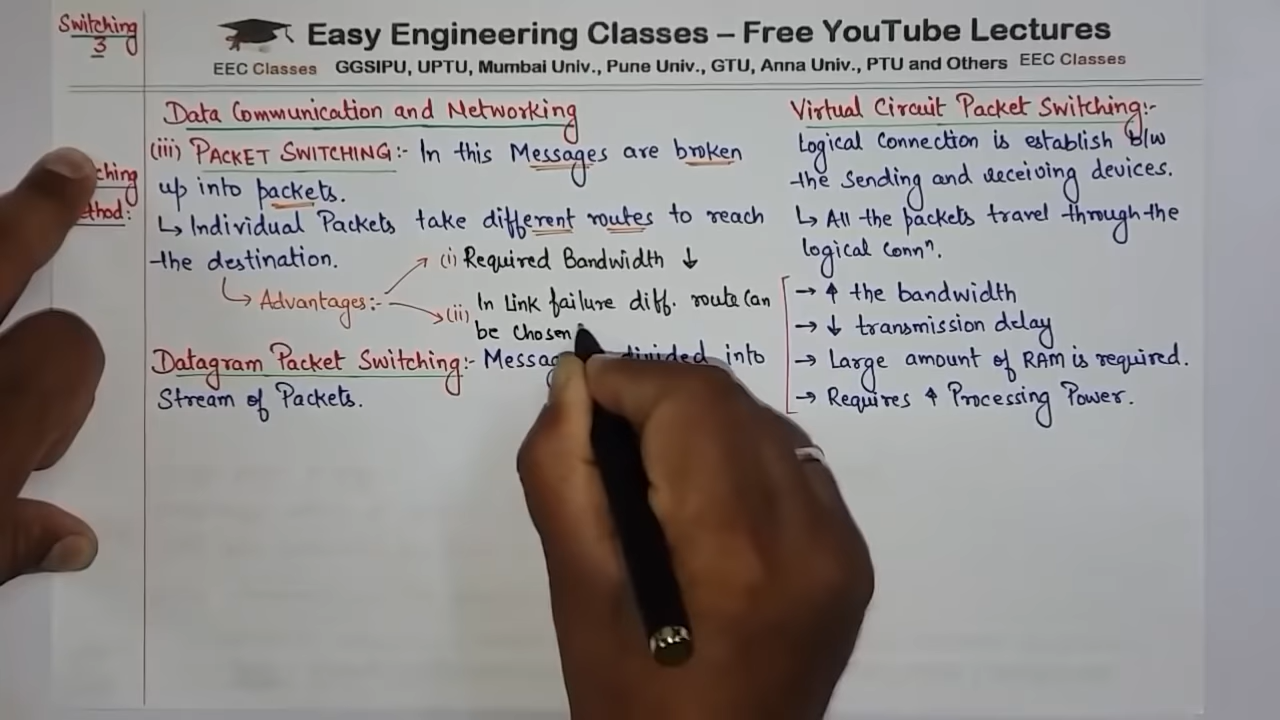 Switching
3
Easy Engineering Classes – Free YouTube Lectures
EEC Classes GGSIPU, UPTU, Mumbai Univ., Pune Univ., GTU, Anna Univ., PTU and Others EEC Classes
Data Communication and Networking
(iii) PACKET SWITCHING:- In this Messages are broken
up into packets.
↳ Individual Packets take different routes to reach
the destination.
↳ Advantages:-
(i) Required Bandwidth ↓
(ii) In Link failure diff. route can
be chosen
Datagram Packet Switching:- divided into
Stream of Packets.
Virtual Circuit Packet Switching:-
Logical Connection is establish b/w
the sending and receiving devices.
↳ All the packets travel through the
logical Connⁿ.
→ ↑ the bandwidth
→ ↓ transmission delay
→ Large amount of RAM is required.
→ Requires ↑ Processing Power.